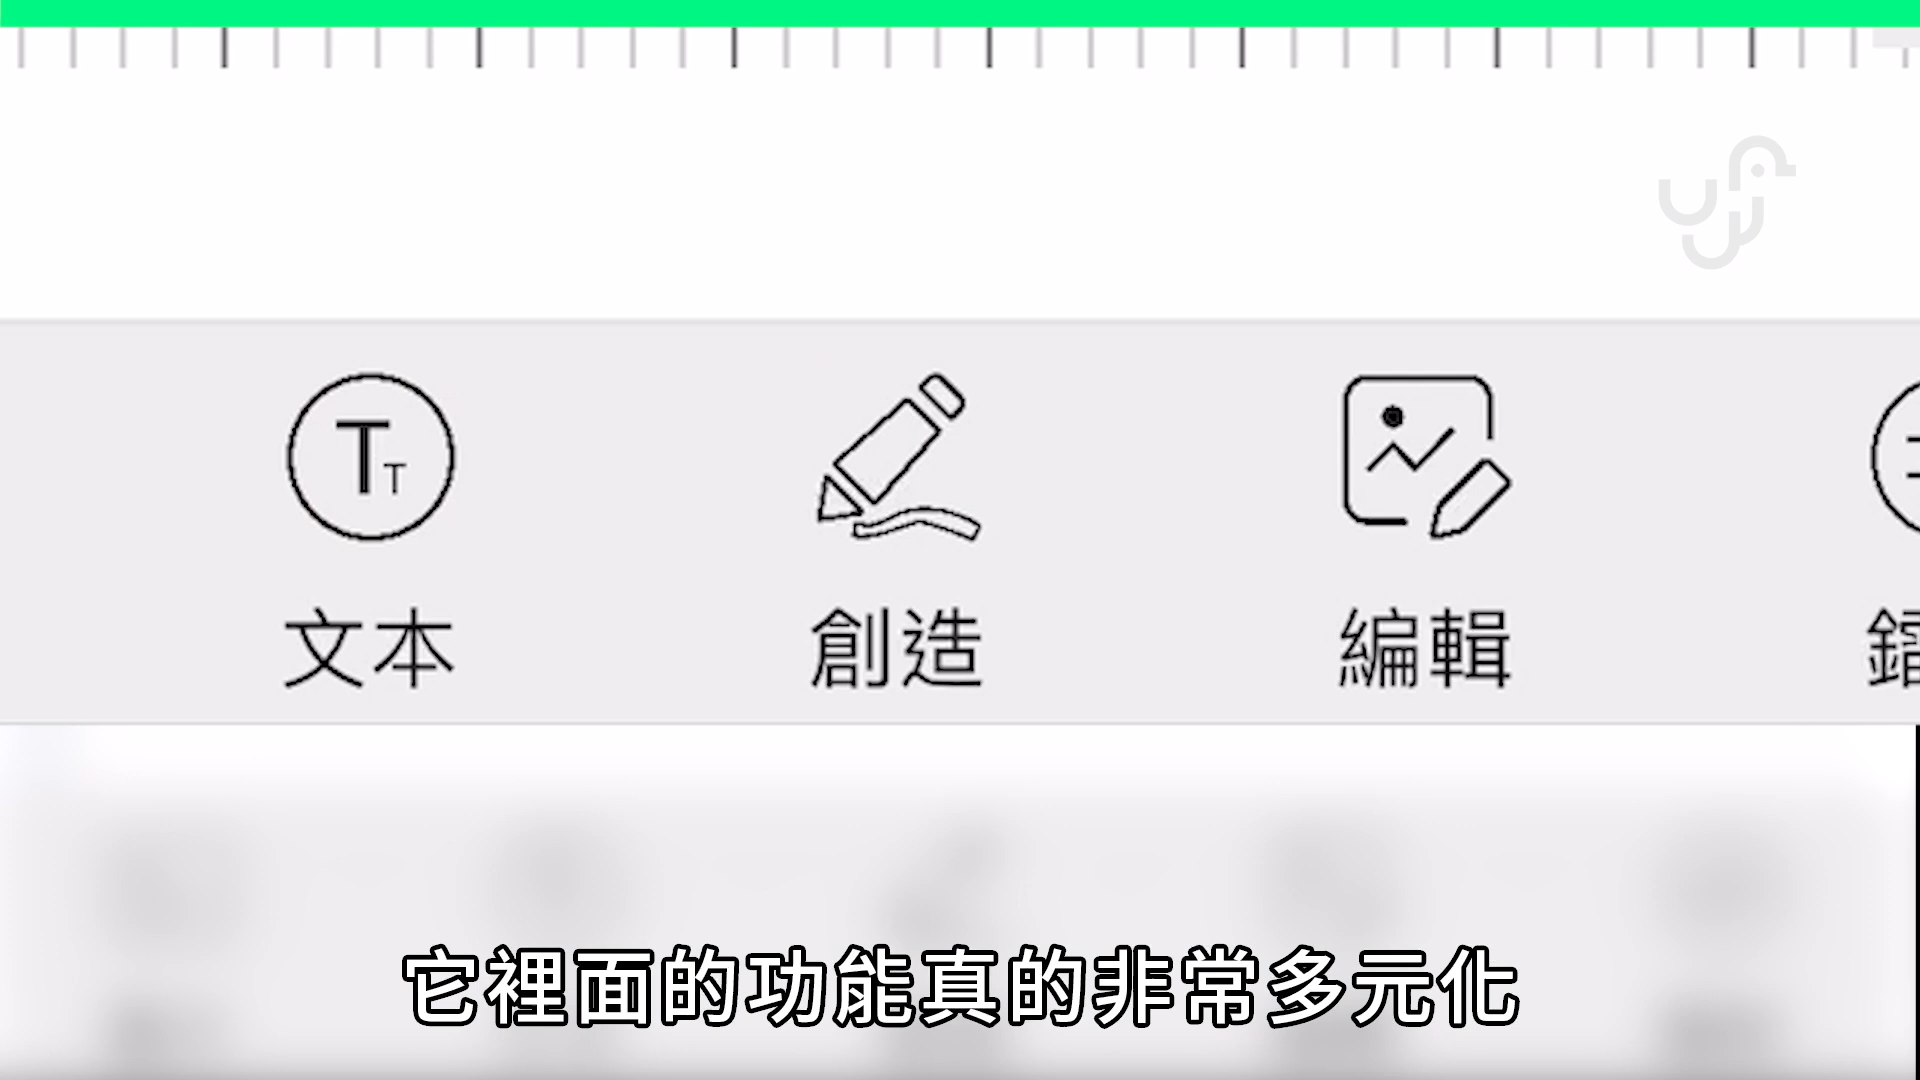 文本
創造
編輯
它裡面的功能真的非常多元化